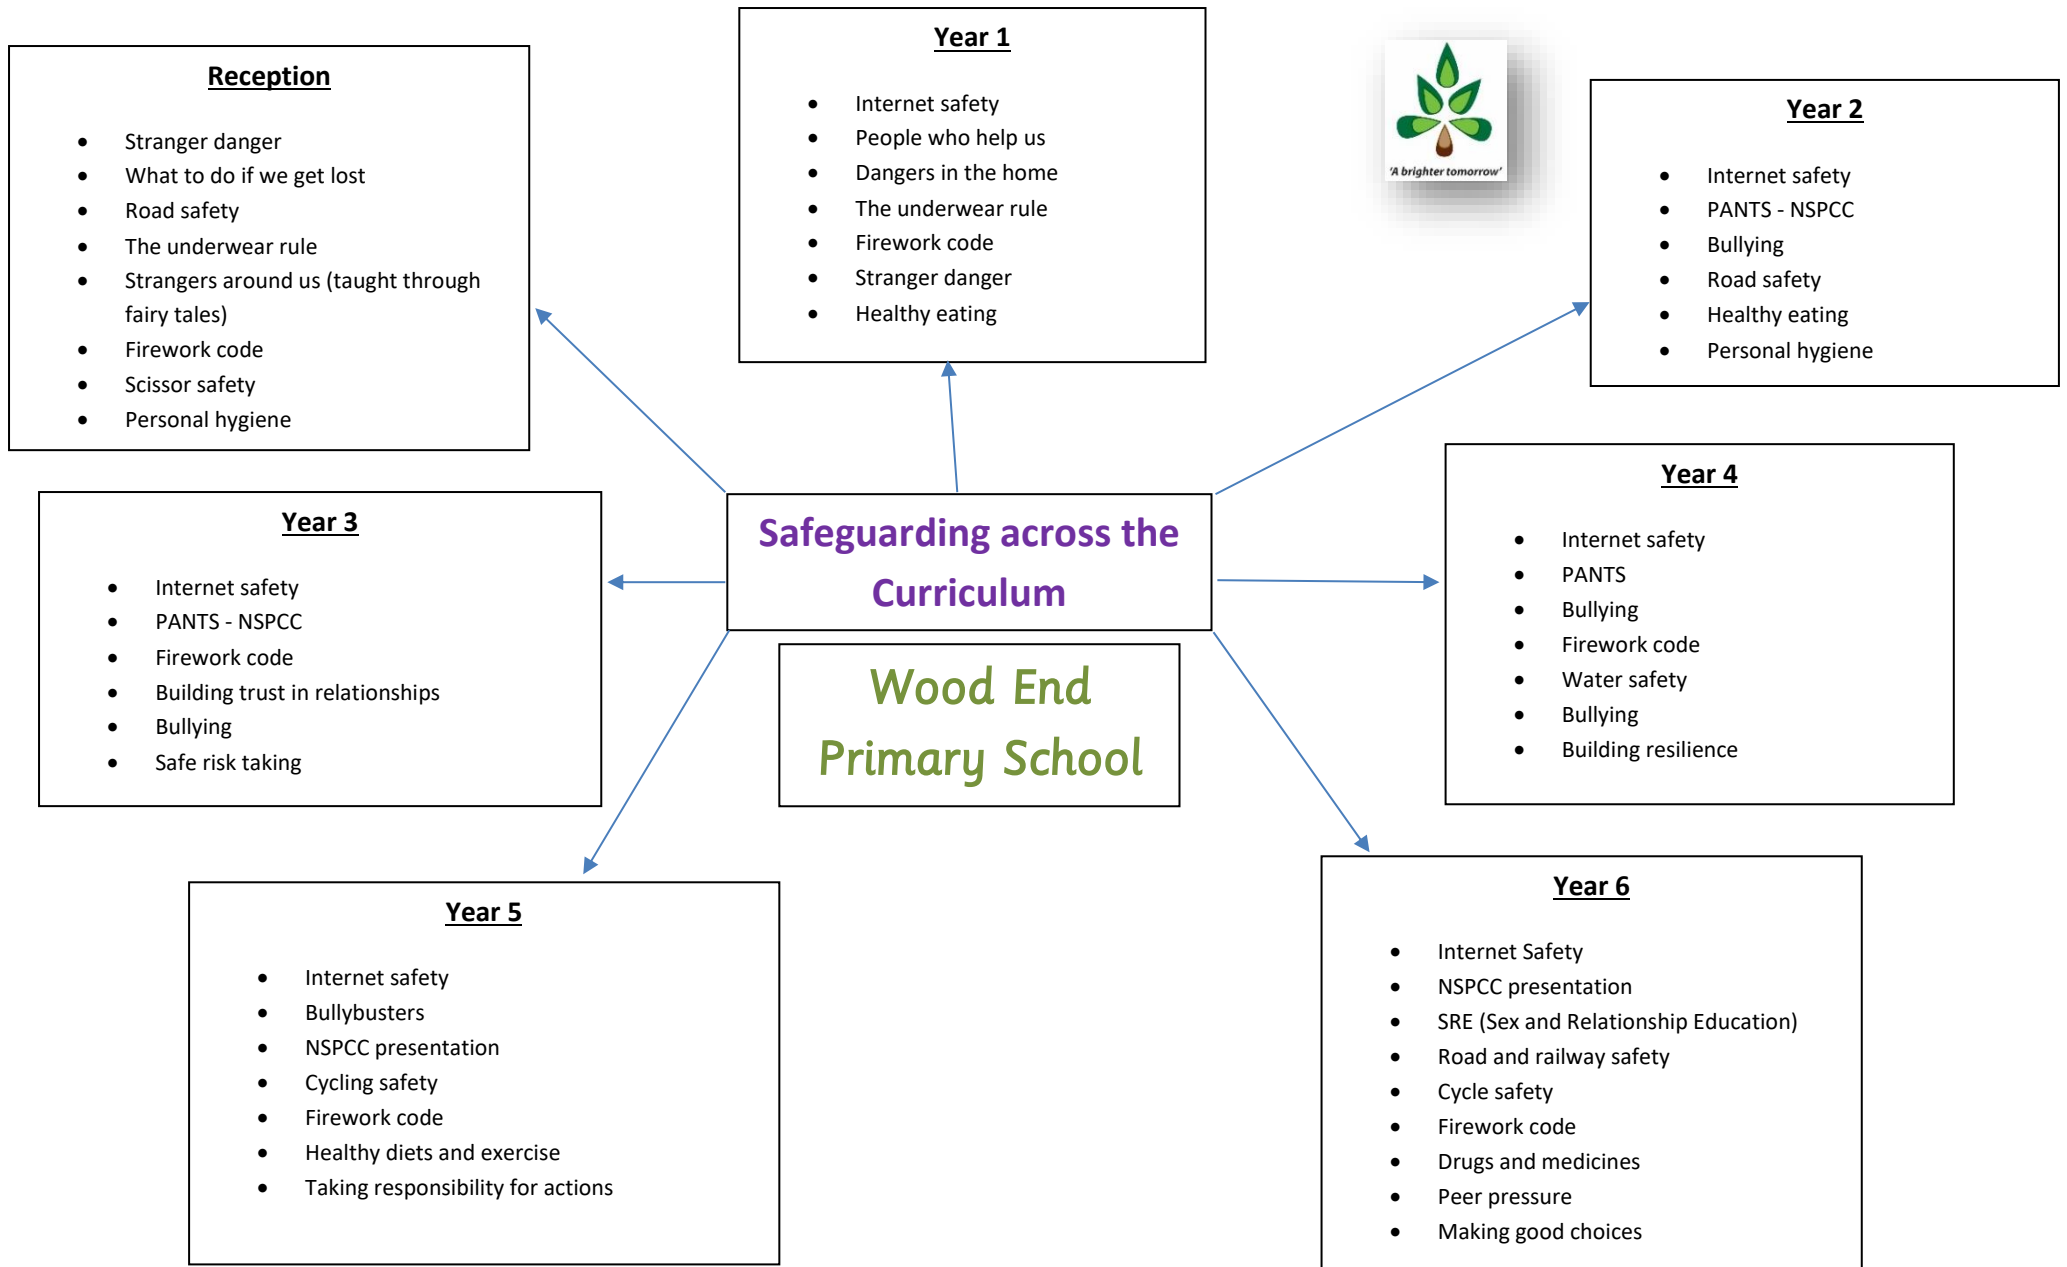 Reception
• Stranger danger
• What to do if we get lost
• Road safety
• The underwear rule
• Strangers around us (taught through
fairy tales)
• Firework code
• Scissor safety
• Personal hygiene
Year 1
• Internet safety
• People who help us
• Dangers in the home
• The underwear rule
• Firework code
• Stranger danger
• Healthy eating
'A brighter tomorrow'
Year 2
• Internet safety
• PANTS - NSPCC
• Bullying
• Road safety
• Healthy eating
• Personal hygiene
Year 3
• Internet safety
• PANTS - NSPCC
• Firework code
• Building trust in relationships
• Bullying
• Safe risk taking
Safeguarding across the
Curriculum
Wood End
Primary School
Year 4
• Internet safety
• PANTS
• Bullying
• Firework code
• Water safety
• Bullying
• Building resilience
Year 5
• Internet safety
• Bullybusters
• NSPCC presentation
• Cycling safety
• Firework code
• Healthy diets and exercise
• Taking responsibility for actions
Year 6
• Internet Safety
• NSPCC presentation
• SRE (Sex and Relationship Education)
• Road and railway safety
• Cycle safety
• Firework code
• Drugs and medicines
• Peer pressure
• Making good choices